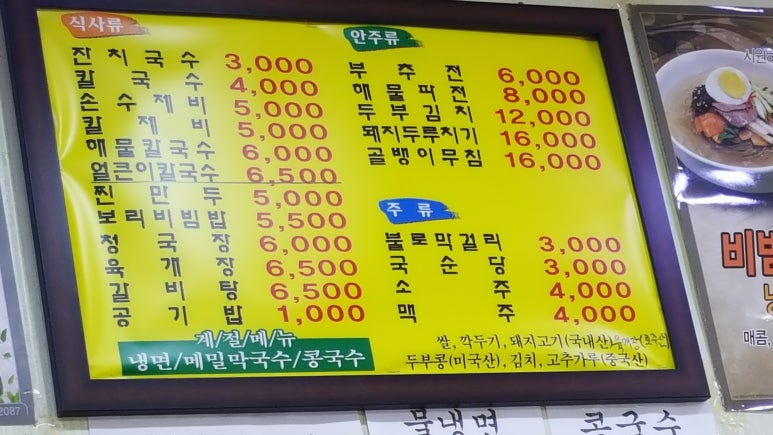 식사류
잔치국수 3,000
칼국수 4,000
손수제비 5,000
칼제비 5,000
해물칼국수 6,000
얼큰이칼국수 6,500
찐만두 5,000
보리비빔밥 5,500
청국장 6,000
육개장 6,500
갈비탕 6,500
공기밥 1,000
계/절/메/뉴
냉면/메밀막국수/콩국수
안주류
부추전 6,000
해물파전 8,000
두부김치 12,000
돼지두루치기 16,000
골뱅이무침 16,000
주류
불로막걸리 3,000
국순당 3,000
소주 4,000
맥주 4,000
쌀, 깍두기, 돼지고기(국내산)
두부콩(미국산), 김치, 고추가루(중국산)
물냉면
콩국수
시원
비빔
매콤,
2087